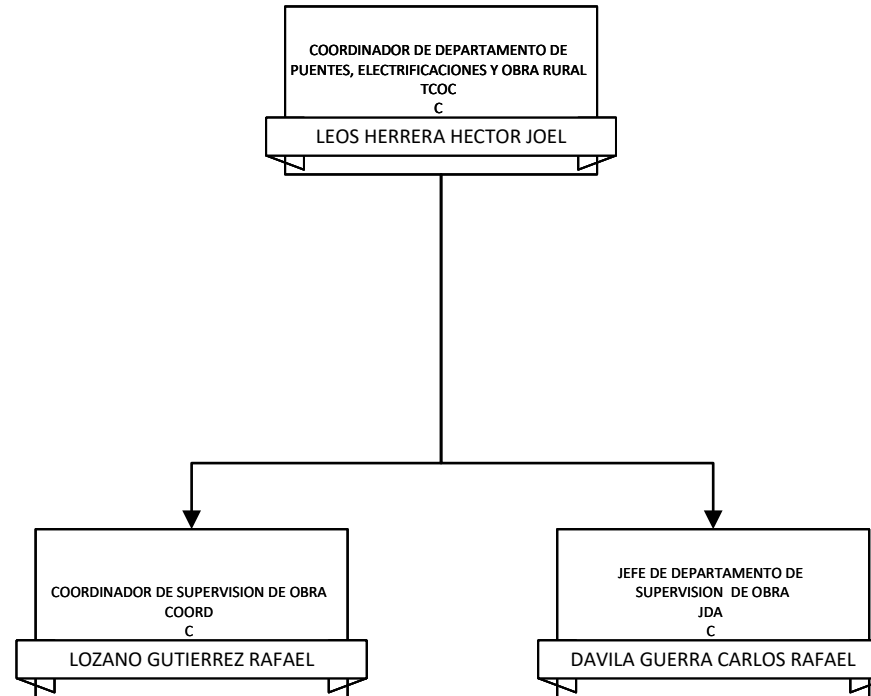 COORDINADOR DE DEPARTAMENTO DE
PUENTES, ELECTRIFICACIONES Y OBRA RURAL
TCOC
C
LEOS HERRERA HECTOR JOEL
COORDINADOR DE SUPERVISION DE OBRA
COORD
C
LOZANO GUTIERREZ RAFAEL
JEFE DE DEPARTAMENTO DE
SUPERVISION DE OBRA
JDA
C
DAVILA GUERRA CARLOS RAFAEL